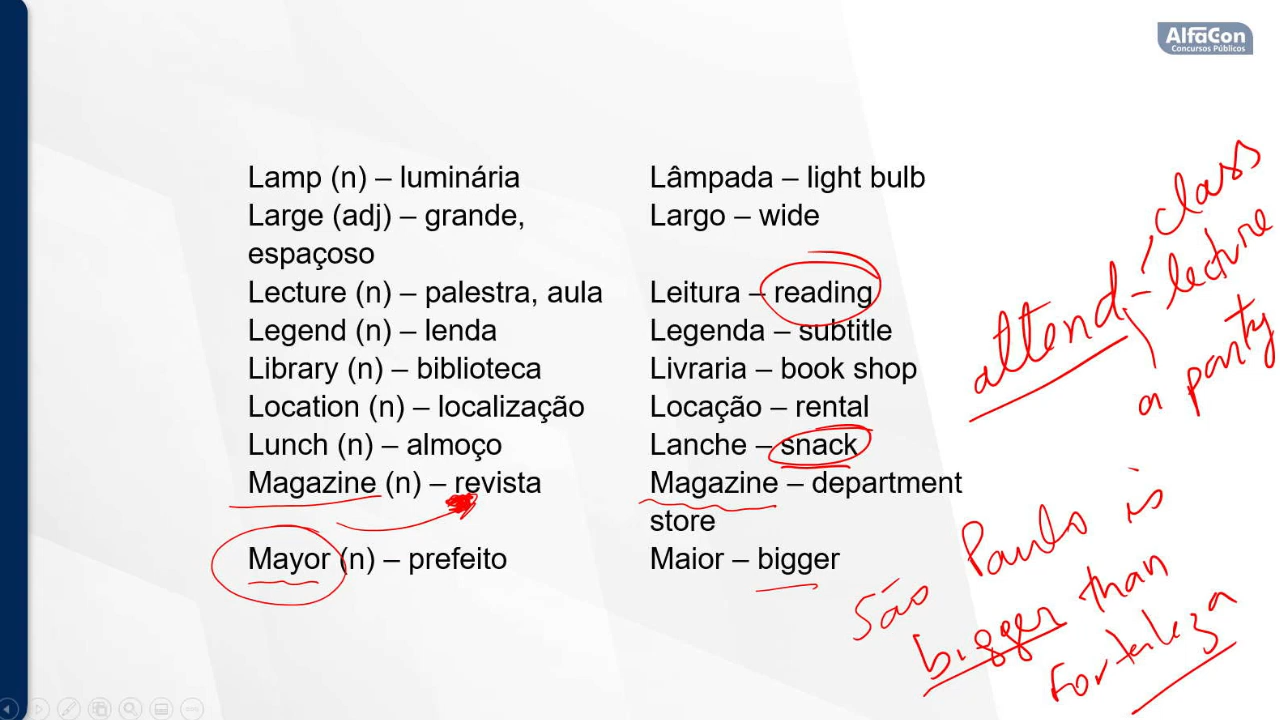 AlfaCon
Concursos Públicos
Lamp (n) – luminária
Large (adj) – grande,
espaçoso
Lecture (n) – palestra, aula
Legend (n) – lenda
Library (n) – biblioteca
Location (n) – localização
Lunch (n) – almoço
Magazine (n) – revista
Mayor (n) – prefeito
Lâmpada – light bulb
Largo – wide
Leitura – reading
Legenda – subtitle
Livraria – book shop
Locação – rental
Lanche – snack
Magazine – department
store
Maior – bigger
attend
class
lecture
a party
São Paulo is
bigger than
Fortaleza